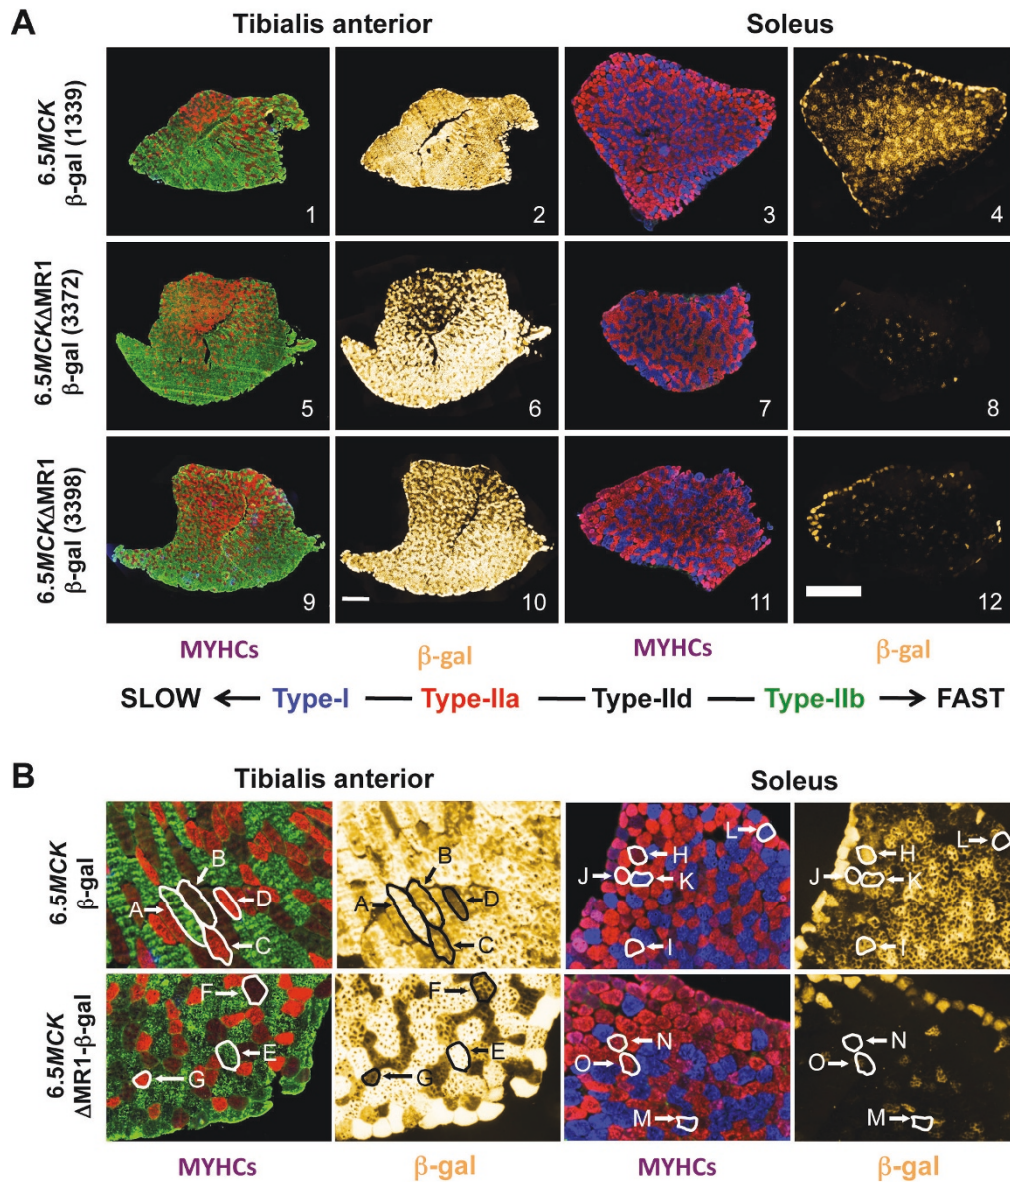 A
Tibialis anterior Soleus
6.5MCK
β-gal (1339)
1 2 3 4
6.5MCKΔMR1
β-gal (3372)
5 6 7 8
6.5MCKΔMR1
β-gal (3398)
9 10 11 12
MYHCs β-gal MYHCs β-gal
SLOW Type-I Type-IIa Type-IId Type-IIb FAST
B
Tibialis anterior Soleus
6.5MCK
β-gal
A B C D
A B C D
H I J K L
H I J K L
6.5MCK
ΔMR1-β-gal
F E G
F E G
N O M
N O M
MYHCs β-gal MYHCs β-gal